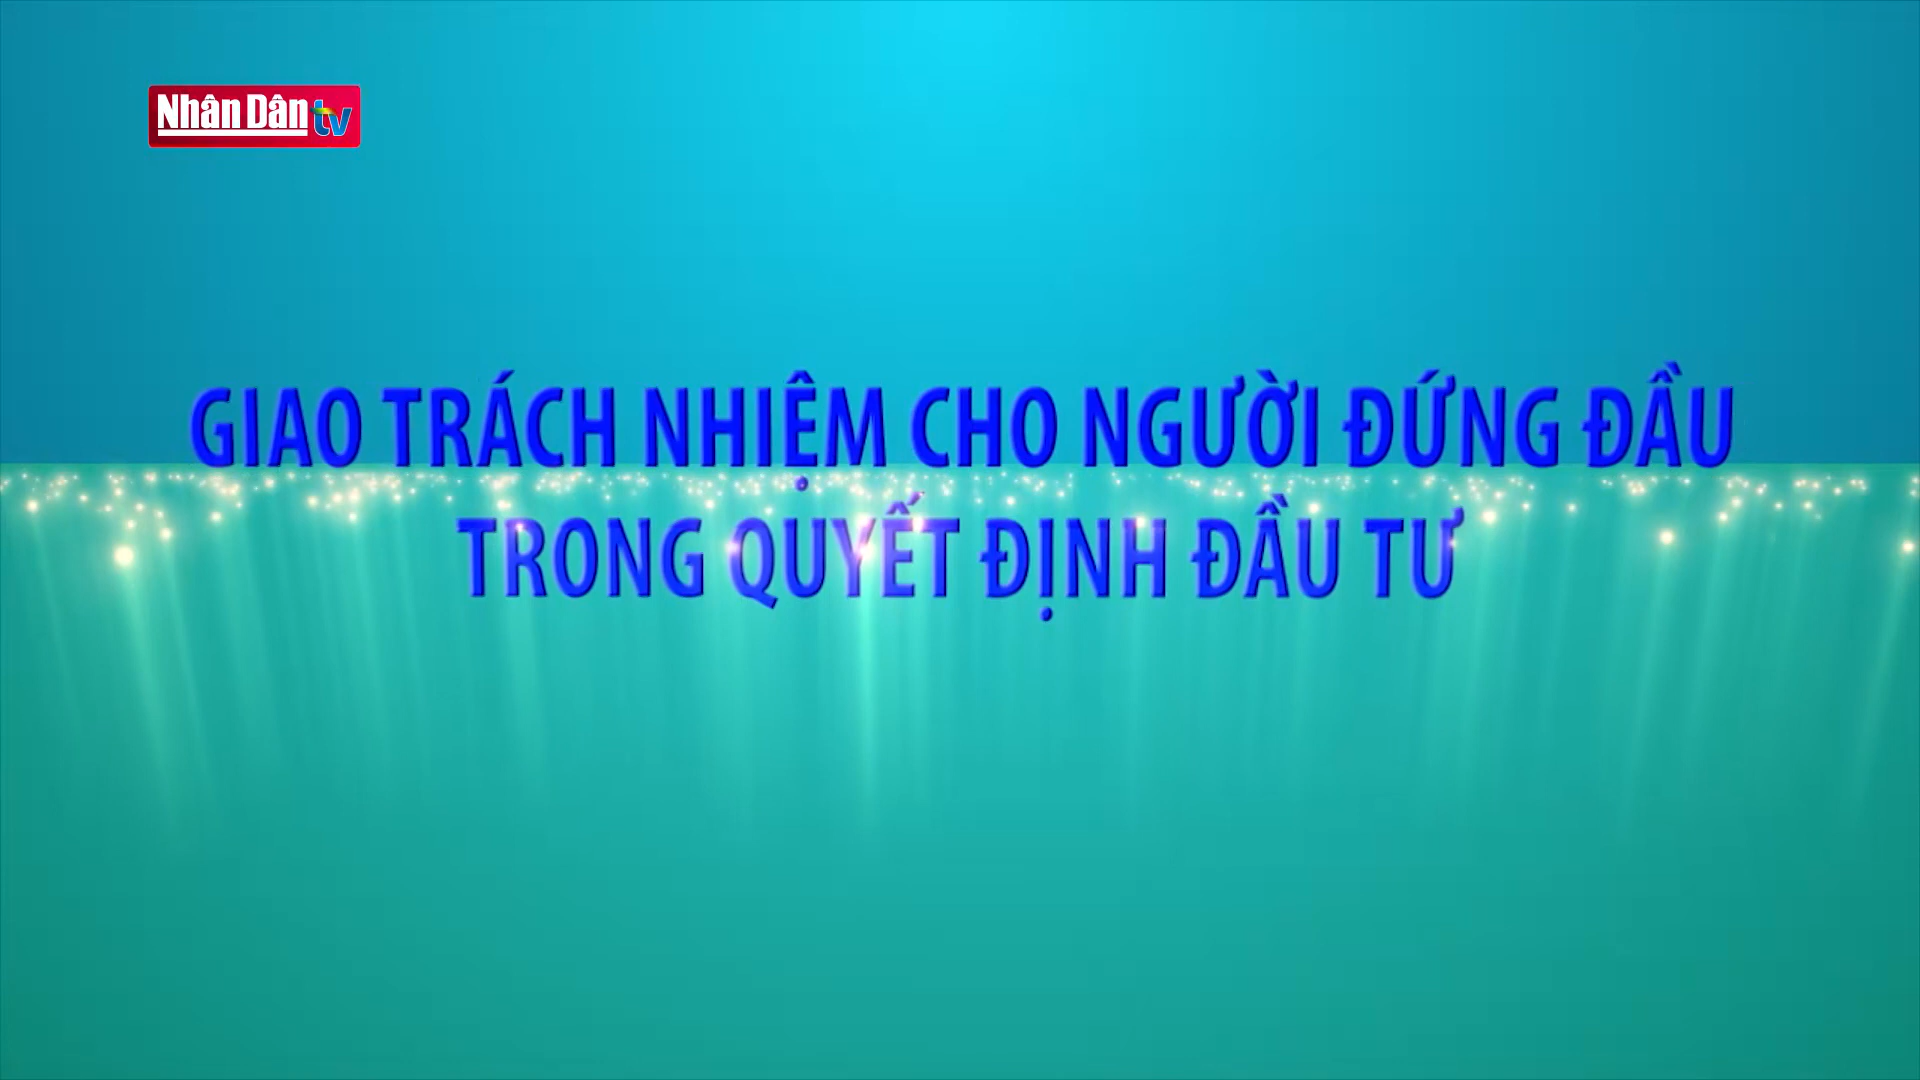 Nhân Dân tv
GIAO TRÁCH NHIỆM CHO NGƯỜI ĐỨNG ĐẦU
TRONG QUYẾT ĐỊNH ĐẦU TƯ